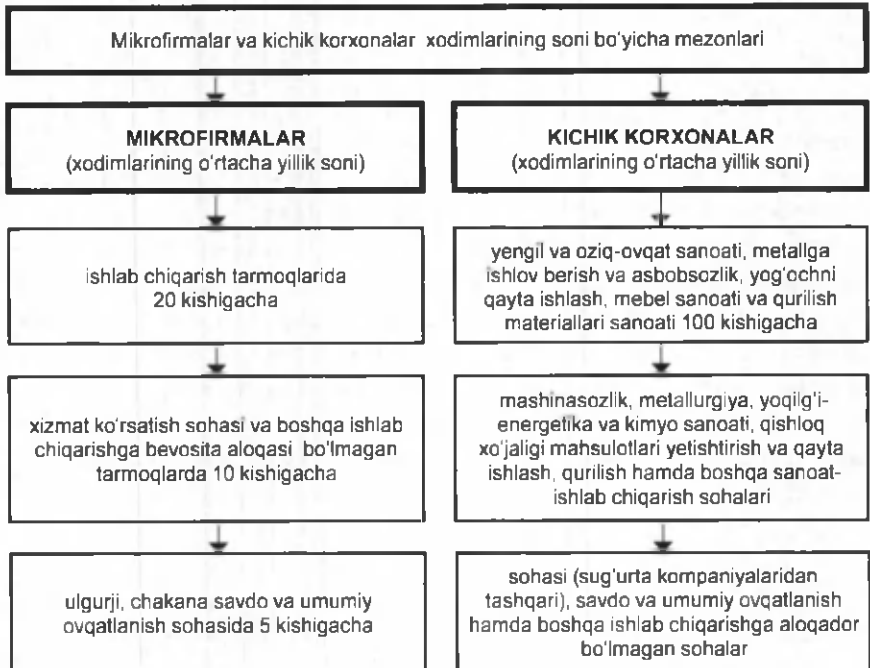 Mikrofirmalar va kichik korxonalar xodimlarining soni bo'yicha mezonlari
MIKROFIRMALAR
(xodimlarining o'rtacha yillik soni)
ishlab chiqarish tarmoqlarida
20 kishigacha
xizmat ko'rsatish sohasi va boshqa ishlab
chiqarishga bevosita aloqasi bo'lmagan
tarmoqlarda 10 kishigacha
ulgurji, chakana savdo va umumiy
ovqatlanish sohasida 5 kishigacha
KICHIK KORXONALAR
(xodimlarining o'rtacha yillik soni)
yengil va oziq-ovqat sanoati, metallga
ishlov berish va asbobsozlik, yog'ochni
qayta ishlash, mebel sanoati va qurilish
materiallari sanoati 100 kishigacha
mashinasozlik, metallurgiya, yoqilg'i-
energetika va kimyo sanoati, qishloq
xo'jaligi mahsulotlari yetishtirish va qayta
ishlash, qurilish hamda boshqa sanoat-
ishlab chiqarish sohalari
sohasi (sug'urta kompaniyalaridan
tashqari), savdo va umumiy ovqatlanish
hamda boshqa ishlab chiqarishga aloqador
bo'lmagan sohalar